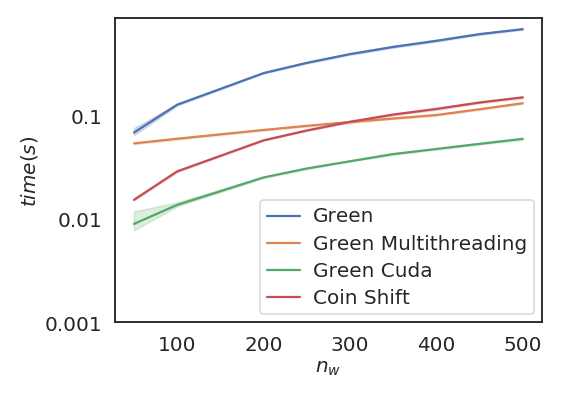 time(s)
0.1
0.01
0.001
Green
Green Multithreading
Green Cuda
Coin Shift
100 200 300 400 500
n_w